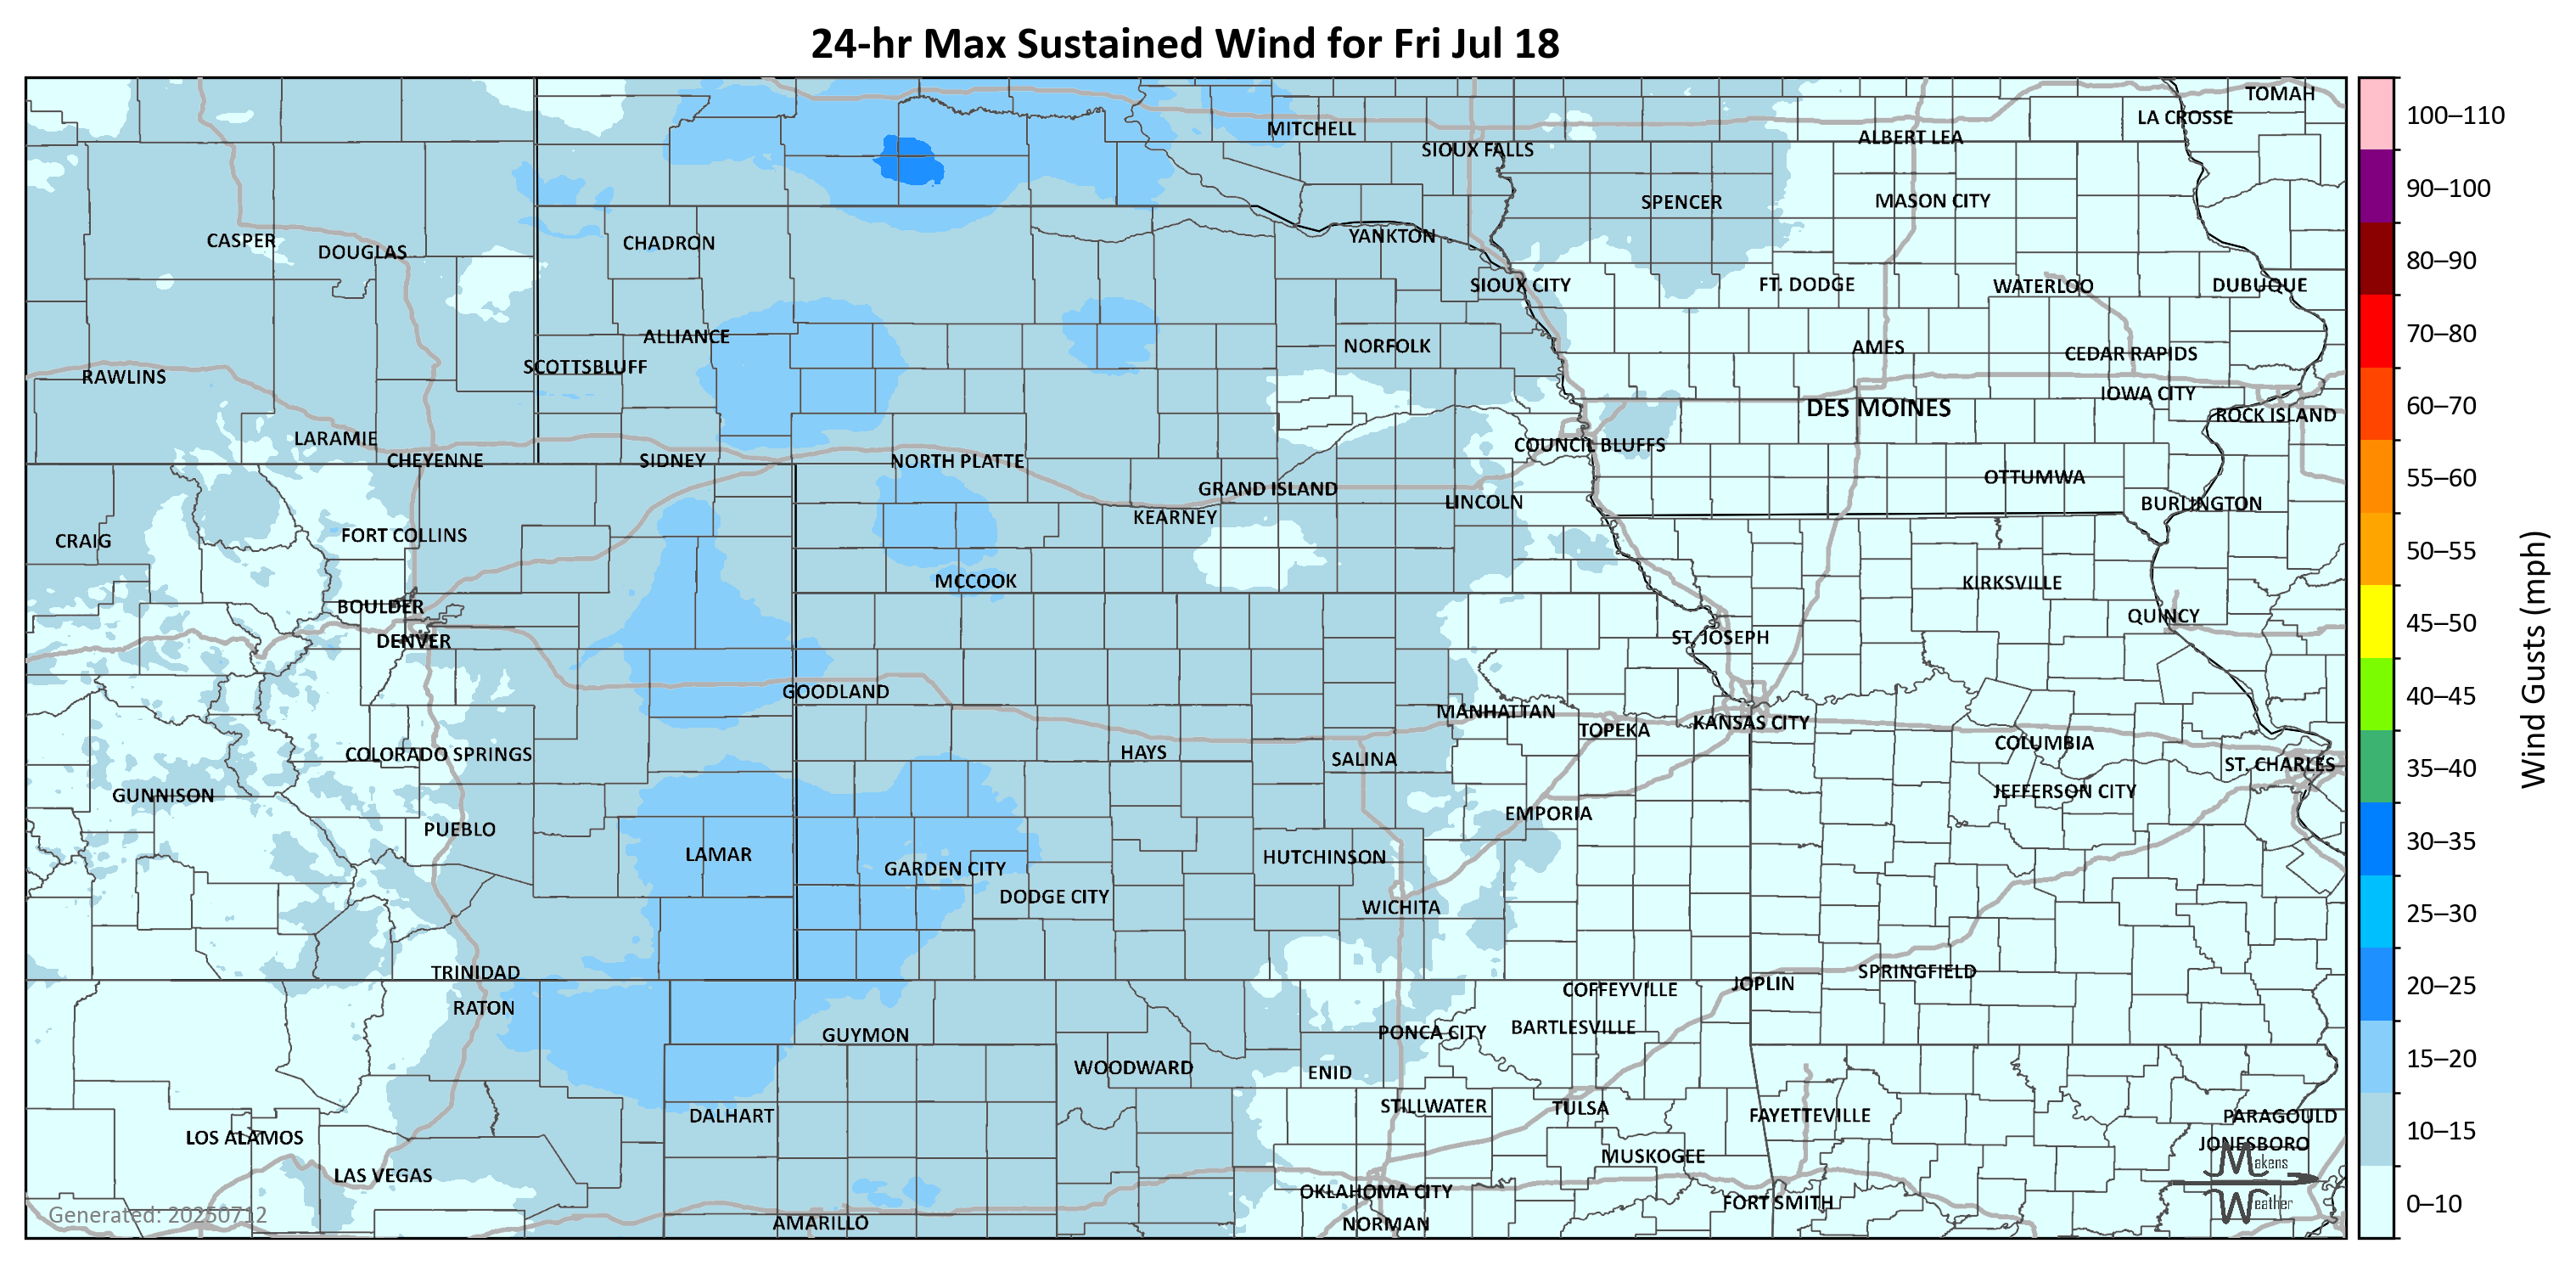 24-hr Max Sustained Wind for Fri Jul 18
TOMAH
LA CROSSE
MITCHELL
ALBERT LEA
SIOUX FALLS
SPENCER
MASON CITY
CASPER
DOUGLAS
CHADRON
YANKTON
SIOUX CITY
FT. DODGE
WATERLOO
DUBUQUE
ALLIANCE
NORFOLK
AMES
CEDAR RAPIDS
SCOTTSBLUFF
RAWLINS
IOWA CITY
DES MOINES
ROCK ISLAND
LARAMIE
COUNCIL BLUFFS
CHEYENNE
SIDNEY
NORTH PLATTE
OTTUMWA
GRAND ISLAND
LINCOLN
BURLINGTON
KEARNEY
FORT COLLINS
CRAIG
MCCOOK
KIRKSVILLE
BOULDER
QUINCY
DENVER
ST. JOSEPH
GOODLAND
MANHATTAN
KANSAS CITY
TOPEKA
COLUMBIA
COLORADO SPRINGS
HAYS
SALINA
ST. CHARLES
GUNNISON
JEFFERSON CITY
EMPORIA
PUEBLO
LAMAR
HUTCHINSON
GARDEN CITY
DODGE CITY
WICHITA
TRINIDAD
SPRINGFIELD
JOPLIN
COFFEYVILLE
RATON
GUYMON
PONCA CITY
BARTLESVILLE
WOODWARD
ENID
STILLWATER
TULSA
DALHART
FAYETTEVILLE
PARAGOULD
LOS ALAMOS
JONESBORO
MUSKOGEE
LAS VEGAS
OKLAHOMA CITY
FORT SMITH
AMARILLO
NORMAN
Generated: 20250712
Makens
Weather
100–110
90–100
80–90
70–80
60–70
55–60
50–55
45–50
40–45
35–40
30–35
25–30
20–25
15–20
10–15
0–10
Wind Gusts (mph)